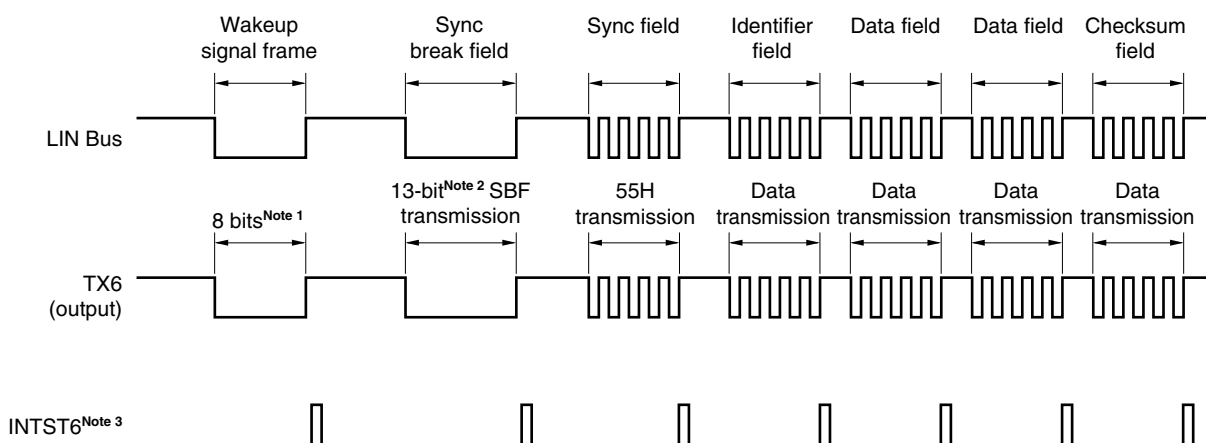 Wakeup
signal frame
Sync
break field
Sync field
Identifier
field
Data field
Data field
Checksum
field
LIN Bus
8 bitsNote 1
13-bitNote 2 SBF
transmission
55H
transmission
Data
transmission
Data
transmission
Data
transmission
Data
transmission
TX6
(output)
INTST6Note 3